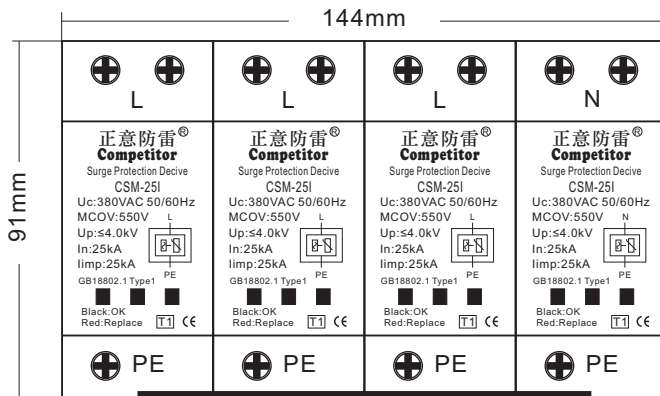 144mm
91mm
L
正意防雷®
Competitor
Surge Protection Decive
CSM-25I
Uc:380VAC 50/60Hz
MCOV:550V
L
Up:≤4.0kV
In:25kA
Iimp:25kA
PE
GB18802.1 Type1
Black:OK
Red:Replace
T1 CE
PE
L
正意防雷®
Competitor
Surge Protection Decive
CSM-25I
Uc:380VAC 50/60Hz
MCOV:550V
L
Up:≤4.0kV
In:25kA
Iimp:25kA
PE
GB18802.1 Type1
Black:OK
Red:Replace
T1 CE
PE
L
正意防雷®
Competitor
Surge Protection Decive
CSM-25I
Uc:380VAC 50/60Hz
MCOV:550V
L
Up:≤4.0kV
In:25kA
Iimp:25kA
PE
GB18802.1 Type1
Black:OK
Red:Replace
T1 CE
PE
N
正意防雷®
Competitor
Surge Protection Decive
CSM-25I
Uc:380VAC 50/60Hz
MCOV:550V
N
Up:≤4.0kV
In:25kA
Iimp:25kA
PE
GB18802.1 Type1
Black:OK
Red:Replace
T1 CE
PE